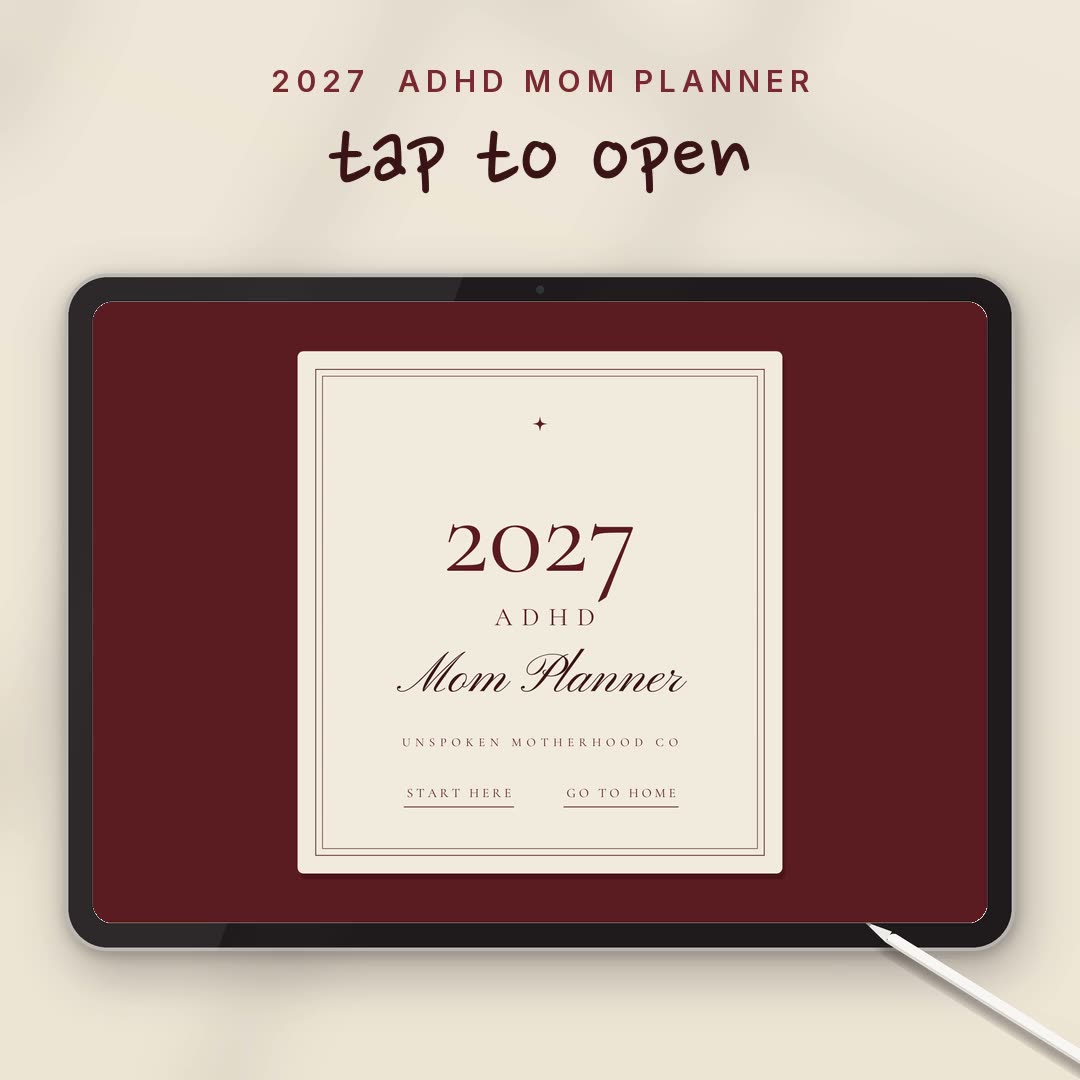 2027 ADHD MOM PLANNER
tap to open
2027
ADHD
Mom Planner
UNSPOKEN MOTHERHOOD CO
START HERE GO TO HOME